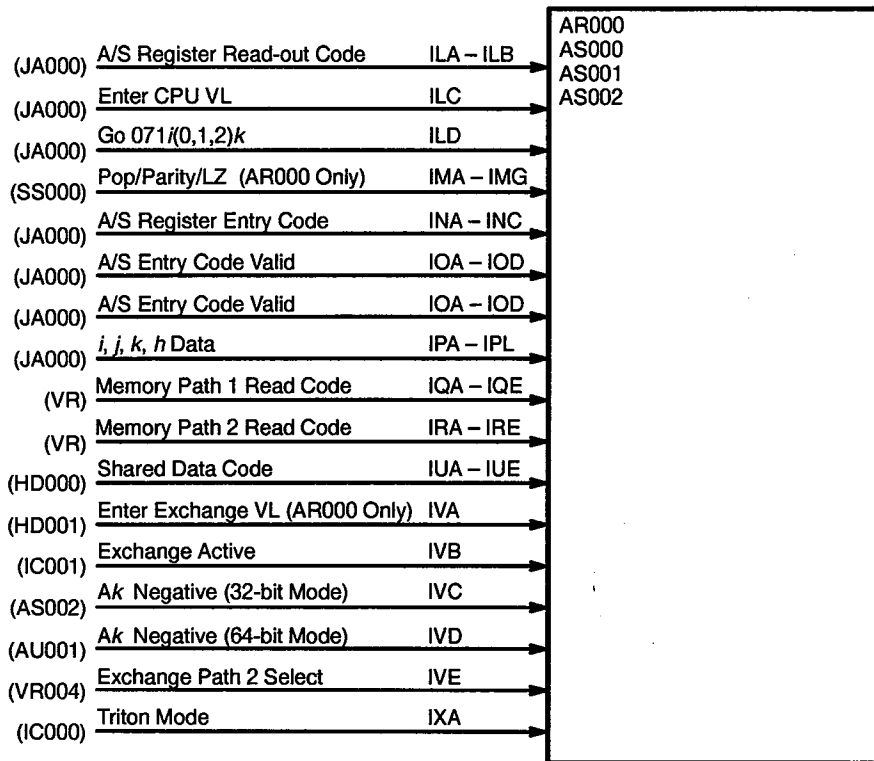 AR000
AS000
AS001
AS002
(JA000) A/S Register Read-out Code ILA – ILB
(JA000) Enter CPU VL ILC
(JA000) Go 071i(0,1,2)k ILD
(SS000) Pop/Parity/LZ (AR000 Only) IMA – IMG
(JA000) A/S Register Entry Code INA – INC
(JA000) A/S Entry Code Valid IOA – IOD
(JA000) A/S Entry Code Valid IOA – IOD
(JA000) i, j, k, h Data IPA – IPL
(VR) Memory Path 1 Read Code IQA – IQE
(VR) Memory Path 2 Read Code IRA – IRE
(HD000) Shared Data Code IUA – IUE
(HD001) Enter Exchange VL (AR000 Only) IVA
(IC001) Exchange Active IVB
(AS002) Ak Negative (32-bit Mode) IVC
(AU001) Ak Negative (64-bit Mode) IVD
(VR004) Exchange Path 2 Select IVE
(IC000) Triton Mode IXA